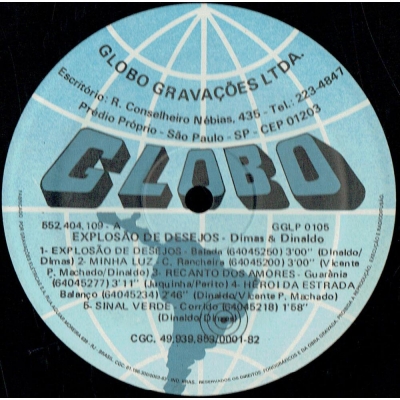 GLOBO GRAVAÇÕES LTDA.
Escritório: R. Conselheiro Nébias, 435 - Tel.: 223-4847
Prédio Próprio - São Paulo - SP - CEP 01203
GLOBO
552.404.109 - A
GGLP 0105
EXPLOSÃO DE DESEJOS - Dimas & Dinaldo
1- EXPLOSÃO DE DESEJOS - Balada (64045250) 3'00" (Dinaldo/
Dimas) 2- MINHA LUZ - C. Rancheira (64045200) 3'00" (Vicente
P. Machado/Dinaldo) 3- RECANTO DOS AMORES - Guarânia
(64045277) 3'11" (Juquinha/Perito) 4- HERÓI DA ESTRADA
Balanço (64045234) 2'46" (Dinaldo/Vicente P. Machado)
5- SINAL VERDE - Corrido (64045218) 1'58"
(Dinaldo/Dimas)
CGC. 49.939.853/0001-82